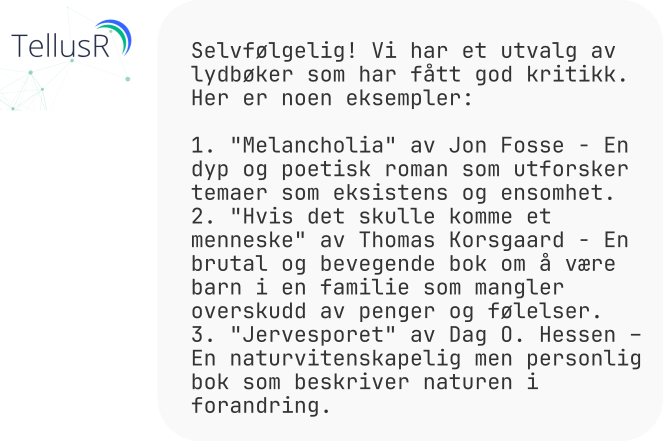 TellusR
Selvfølgelig! Vi har et utvalg av
lydbøker som har fått god kritikk.
Her er noen eksempler:
1. "Melancholia" av Jon Fosse - En
dyp og poetisk roman som utforsker
temaer som eksistens og ensomhet.
2. "Hvis det skulle komme et
menneske" av Thomas Korsgaard - En
brutal og bevegende bok om å være
barn i en familie som mangler
overskudd av penger og følelser.
3. "Jervesporet" av Dag O. Hessen –
En naturvitenskapelig men personlig
bok som beskriver naturen i
forandring.